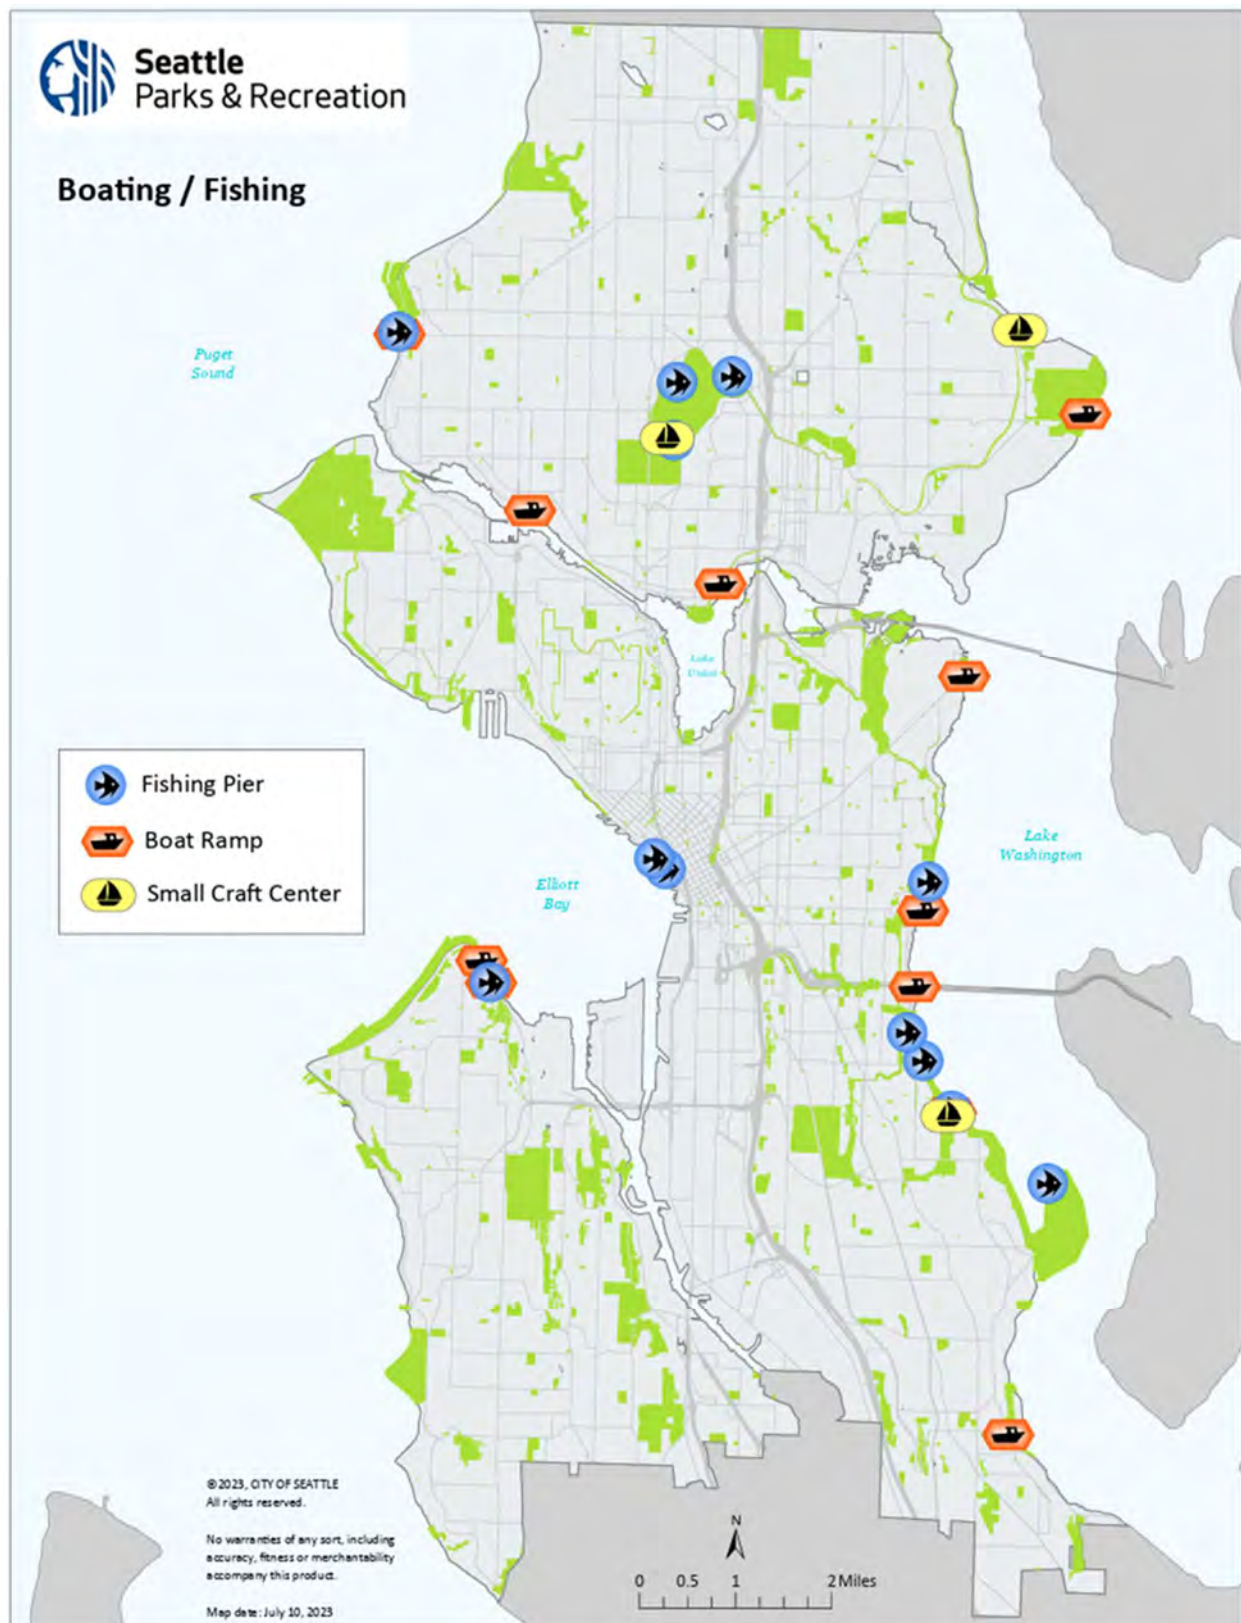 Seattle
Parks & Recreation
Boating / Fishing
Puget
Sound
Lake
Union
Fishing Pier
Boat Ramp
Small Craft Center
Lake
Washington
Elliott
Bay
©2023, CITY OF SEATTLE
All rights reserved.
No warranties of any sort, including
accuracy, fitness or merchantability
accompany this product.
Map date: July 10, 2023
N
0 0.5 1 2 Miles